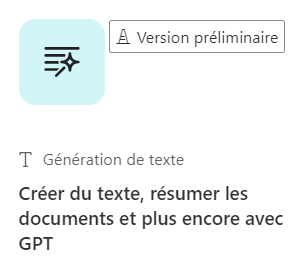 Version préliminaire
Génération de texte
Créer du texte, résumer les
documents et plus encore avec
GPT